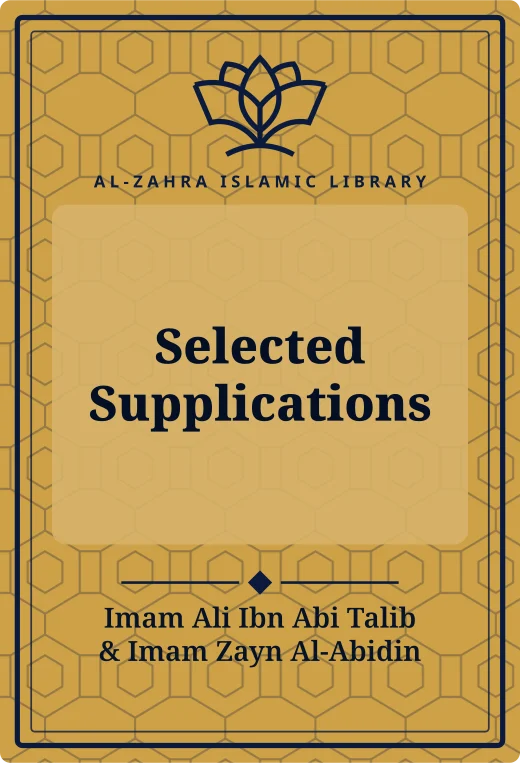 AL-ZAHRA ISLAMIC LIBRARY
Selected
Supplications
Imam Ali Ibn Abi Talib
& Imam Zayn Al-Abidin